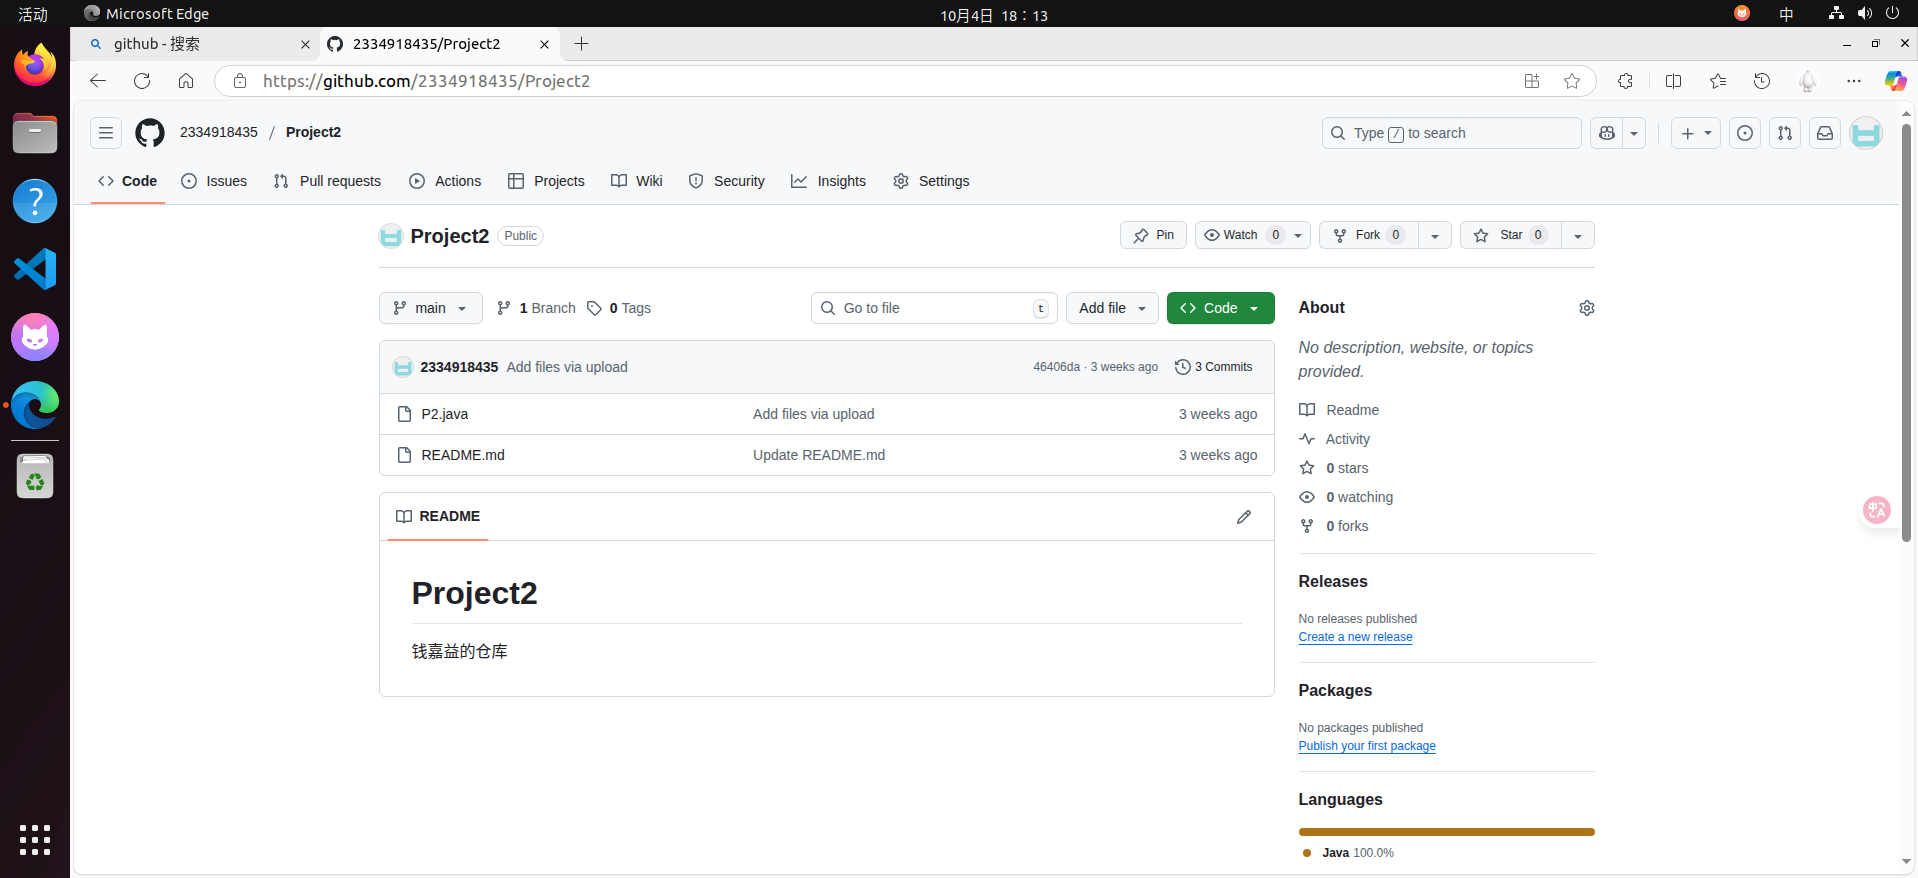 活动 Microsoft Edge 10月4日 18：13 中
github - 搜索 2334918435/Project2
https://github.com/2334918435/Project2
2334918435 / Project2 Type / to search
Code Issues Pull requests Actions Projects Wiki Security Insights Settings
Project2 Public Pin Watch 0 Fork 0 Star 0
main 1 Branch 0 Tags Go to file t Add file Code
2334918435 Add files via upload 46406da · 3 weeks ago 3 Commits
P2.java Add files via upload 3 weeks ago
README.md Update README.md 3 weeks ago
README
Project2
钱嘉益的仓库
About
No description, website, or topics
provided.
Readme
Activity
0 stars
0 watching
0 forks
Releases
No releases published
Create a new release
Packages
No packages published
Publish your first package
Languages
Java 100.0%